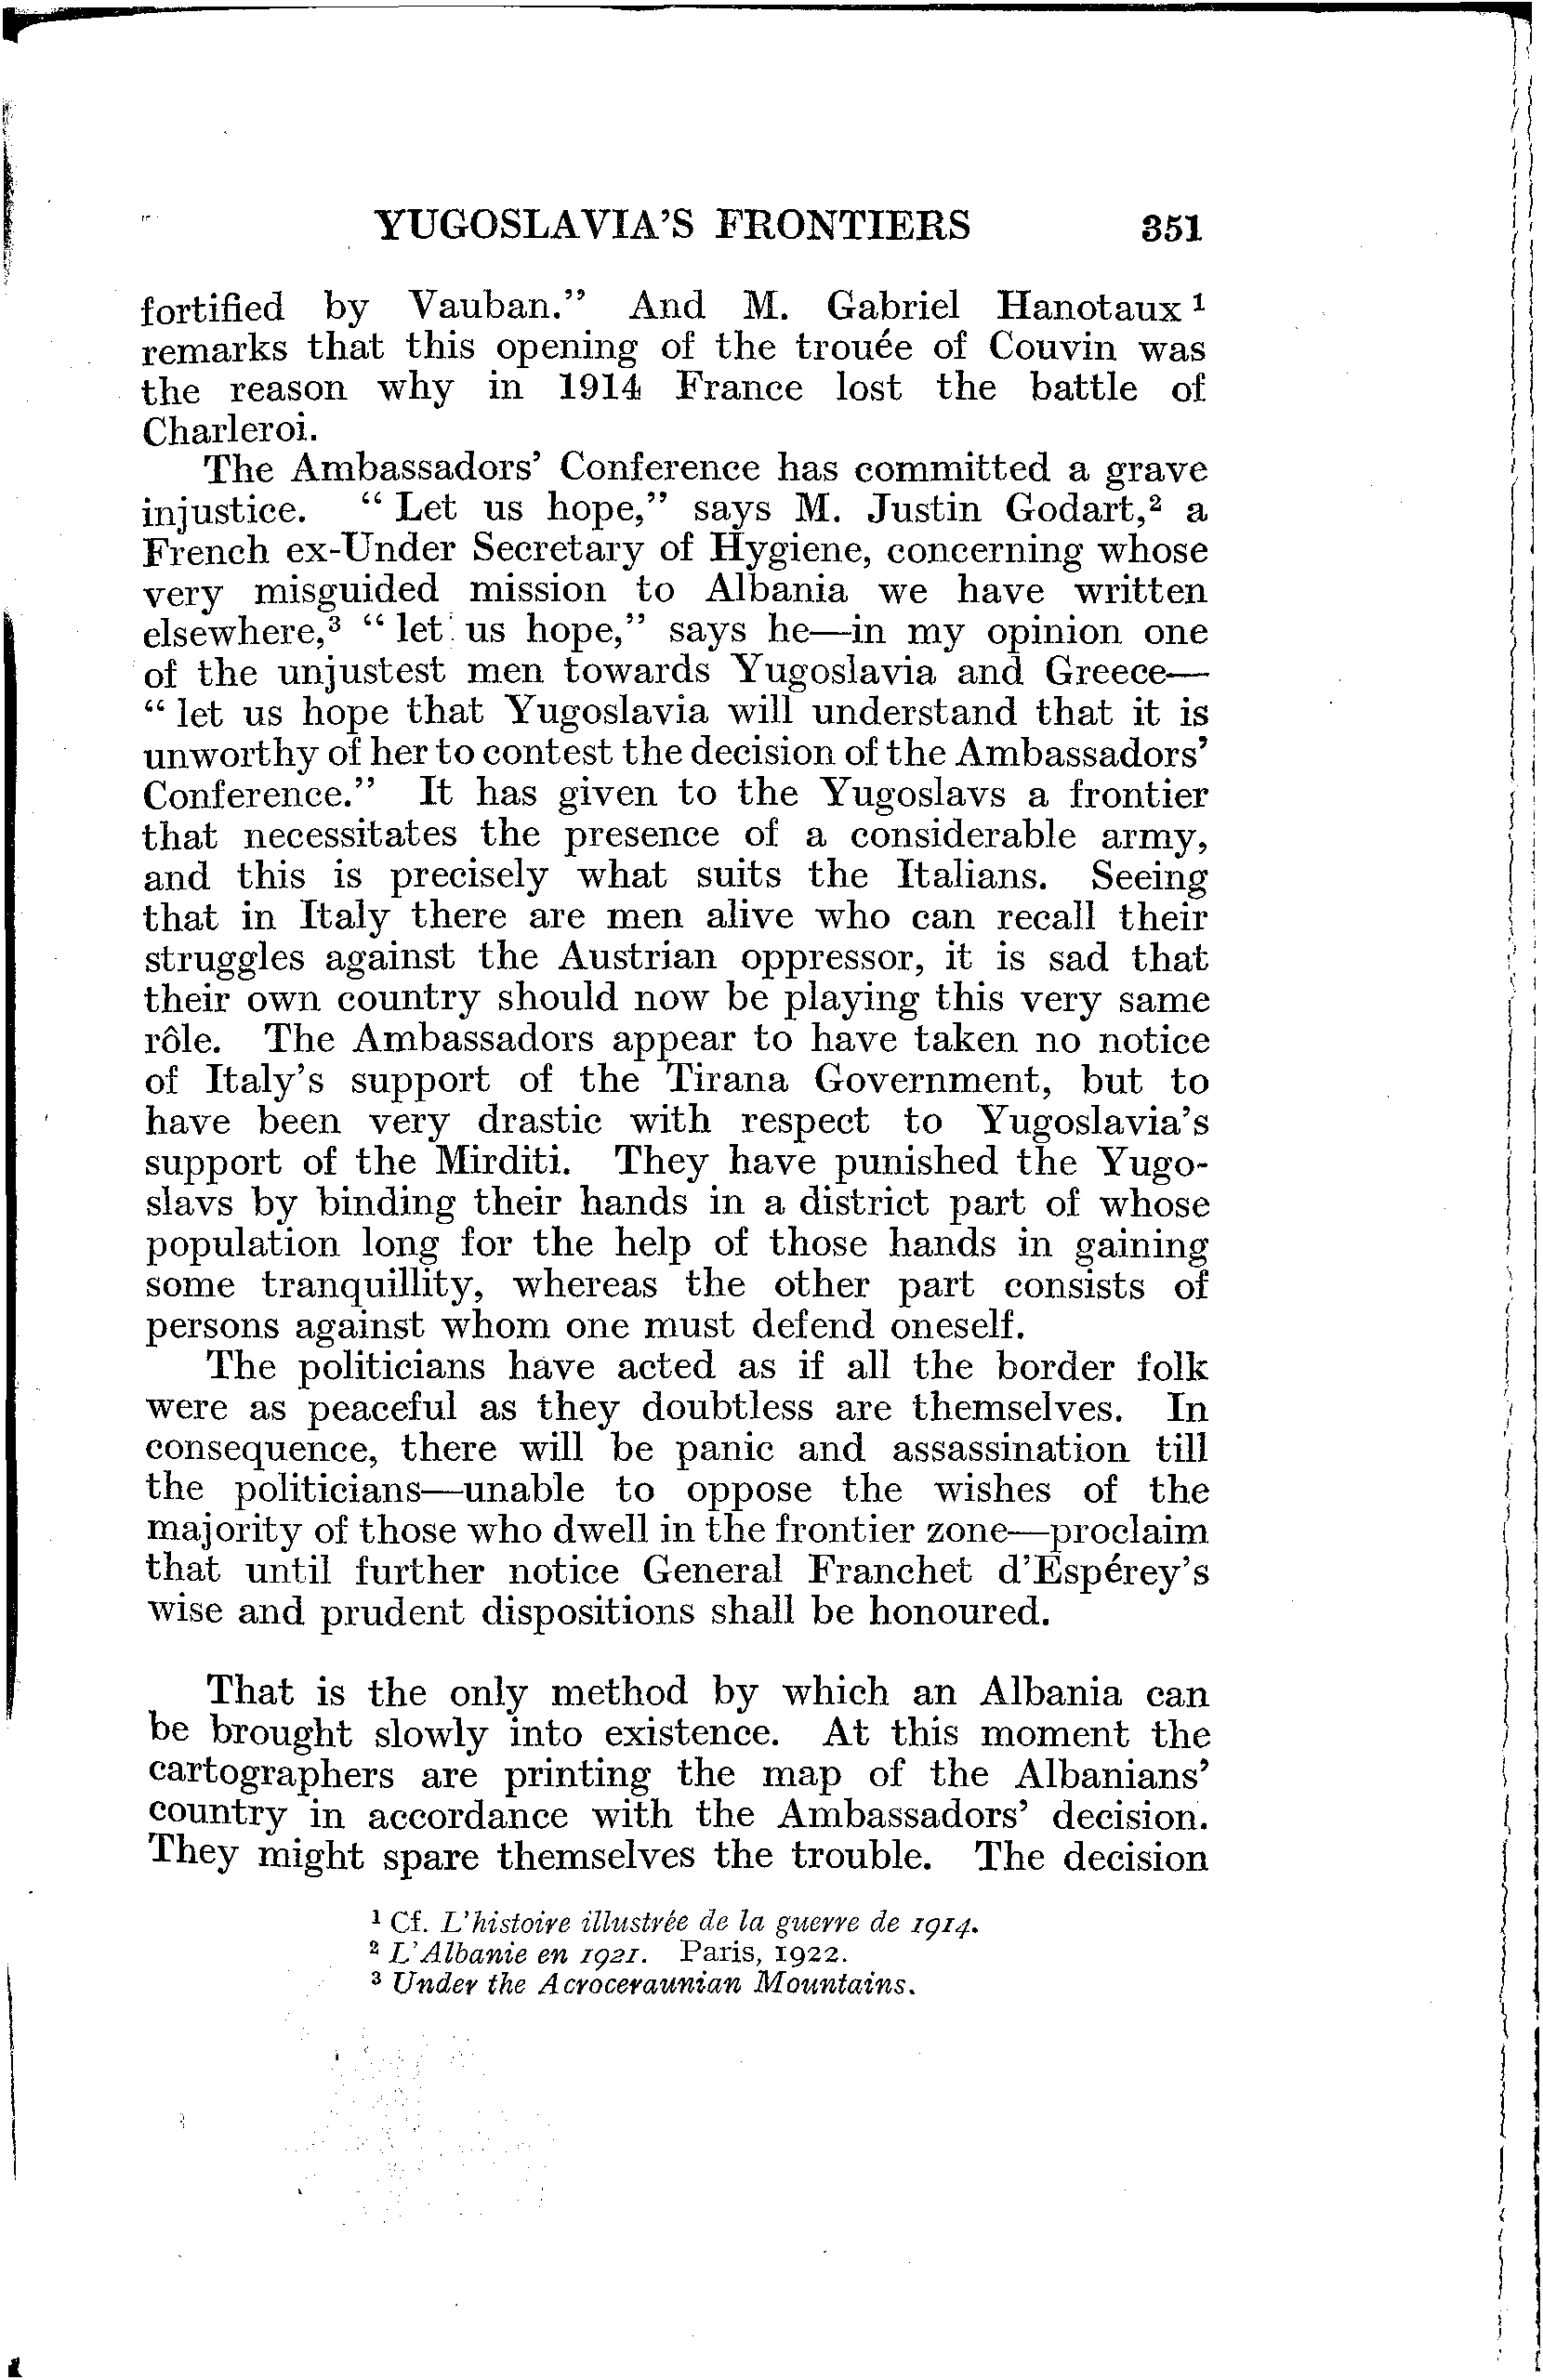 YUGOSLAVIA'S FRONTIERS 351
fortified by Vauban." And M. Gabriel Hanotaux ¹
remarks that this opening of the trouée of Couvin was
the reason why in 1914 France lost the battle of
Charleroi.
The Ambassadors' Conference has committed a grave
injustice. "Let us hope," says M. Justin Godart,² a
French ex-Under Secretary of Hygiene, concerning whose
very misguided mission to Albania we have written
elsewhere,³ "let us hope," says he—in my opinion one
of the unjustest men towards Yugoslavia and Greece—
"let us hope that Yugoslavia will understand that it is
unworthy of her to contest the decision of the Ambassadors'
Conference." It has given to the Yugoslavs a frontier
that necessitates the presence of a considerable army,
and this is precisely what suits the Italians. Seeing
that in Italy there are men alive who can recall their
struggles against the Austrian oppressor, it is sad that
their own country should now be playing this very same
rôle. The Ambassadors appear to have taken no notice
of Italy's support of the Tirana Government, but to
have been very drastic with respect to Yugoslavia's
support of the Mirditi. They have punished the Yugo-
slavs by binding their hands in a district part of whose
population long for the help of those hands in gaining
some tranquillity, whereas the other part consists of
persons against whom one must defend oneself.
The politicians have acted as if all the border folk
were as peaceful as they doubtless are themselves. In
consequence, there will be panic and assassination till
the politicians—unable to oppose the wishes of the
majority of those who dwell in the frontier zone—proclaim
that until further notice General Franchet d'Espérey's
wise and prudent dispositions shall be honoured.
That is the only method by which an Albania can
be brought slowly into existence. At this moment the
cartographers are printing the map of the Albanians'
country in accordance with the Ambassadors' decision.
They might spare themselves the trouble. The decision
¹ Cf. L'histoire illustrée de la guerre de 1914.
² L'Albanie en 1921. Paris, 1922.
³ Under the Acroceraunian Mountains.